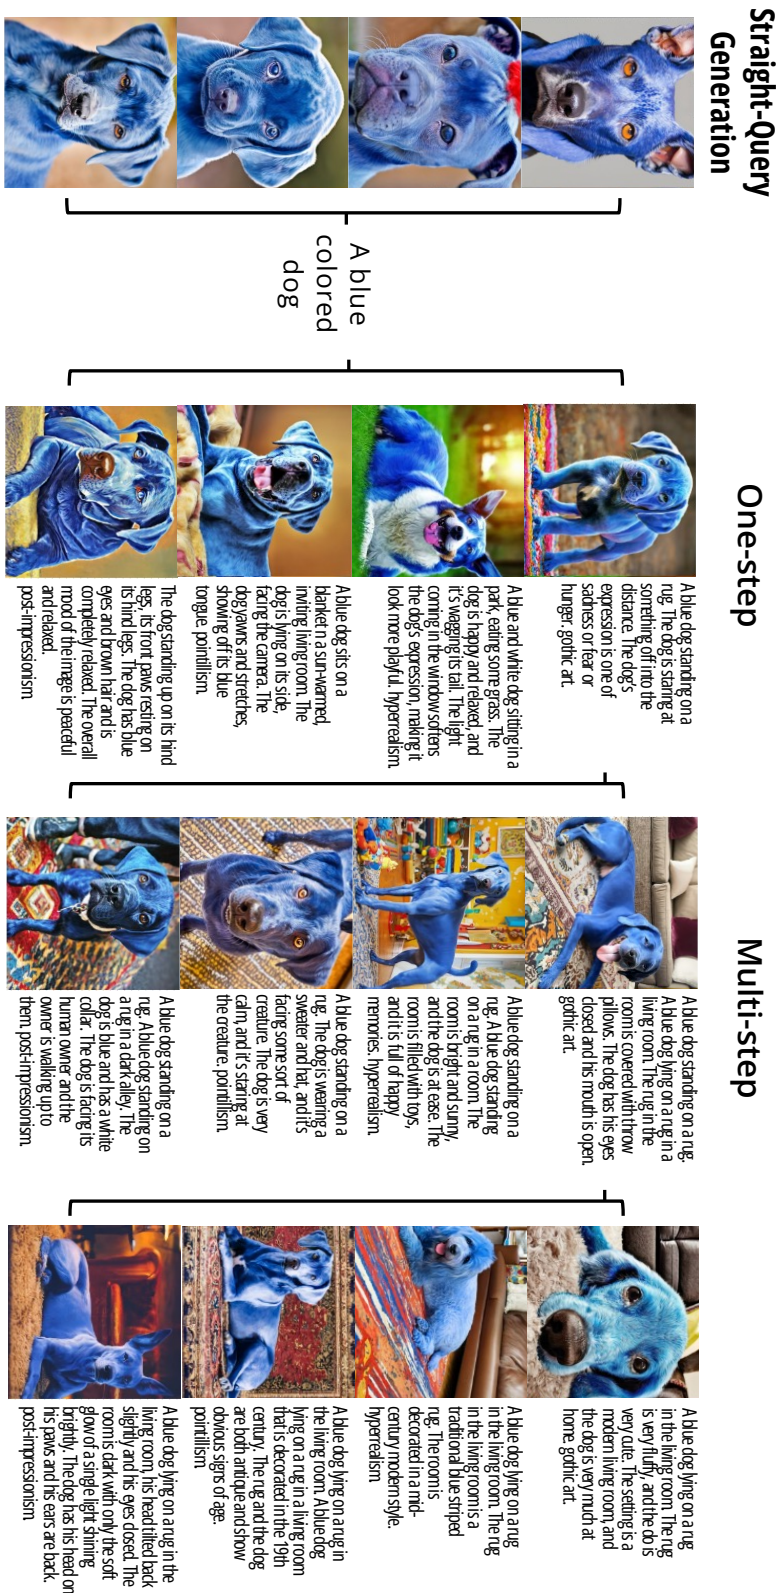 Straight-Query
Generation
One-step
Multi-step
A blue
colored
dog
A blue dog standing on a
rug. The dog is staring at
something off into the
distance. The dog's
expression is one of
sadness or fear or
hunger. gothic art.
A blue and white dog sitting in a
park, eating some grass. The
dog is happy and relaxed, and
it's wagging its tail. The light
coming in the window softens
the dog's expression, making it
look more playful. hyperrealism.
A blue dog sits on a
blanket n a sun-warmed,
inviting living room. The
dog is lying on its side,
facing the camera. The
dog yawns and stretches,
showing off its blue
tongue. pointillism.
The dog standing up on its hind
legs, its front paws resting on
its hind legs. The dog has blue
eyes and brown hair and is
completely relaxed. The overall
mood of the image is peaceful
and relaxed.
post-impressionism.
A blue dog standing on a rug.
A blue dog lying on a rug in a
living room. The rug in the
room is covered with throw
pillows. The dog has his eyes
closed and his mouth is open.
gothic art.
A blue dog standing on a
rug. A blue dog standing
on a rug in a room. The
room is bright and sunny,
and the dog is at ease. The
room is filled with toys,
and it is full of happy
memories. hyperrealism.
A blue dog standing on a
rug. The dog is wearing a
sweater and hat, and it's
facing some sort of
creature. The dog is very
calm, and it's staring at
the creature. pointillism.
A blue dog standing on a
rug. A blue dog standing on
a rug in a dark alley. The
dog is blue and has a white
collar. The dog is facing its
human owner and the
owner is walking up to
them. post-impressionism.
A blue dog lying on a rug
in the living room. The rug
is very fluffy, and the do is
very cute. The setting is a
modern living room, and
the dog is very much at
home. gothic art.
A blue dog lying on a rug
in the living room. The rug
in the living room is a
traditional blue striped
rug. The room is
decorated in a mid-
century modern style.
hyperrealism.
A blue dog lying on a rug in
the living room. A blue dog
lying on a rug in a living room
that is decorated in the 19th
century. The rug and the dog
are both antique and show
obvious signs of age.
pointillism.
A blue dog lying on a rug in the
living room, his head tilted back
slightly and his eyes closed. The
room is dark with only the soft
glow of a single light shining
brightly. The dog has his head on
his paws and his ears are back.
post-impressionism.